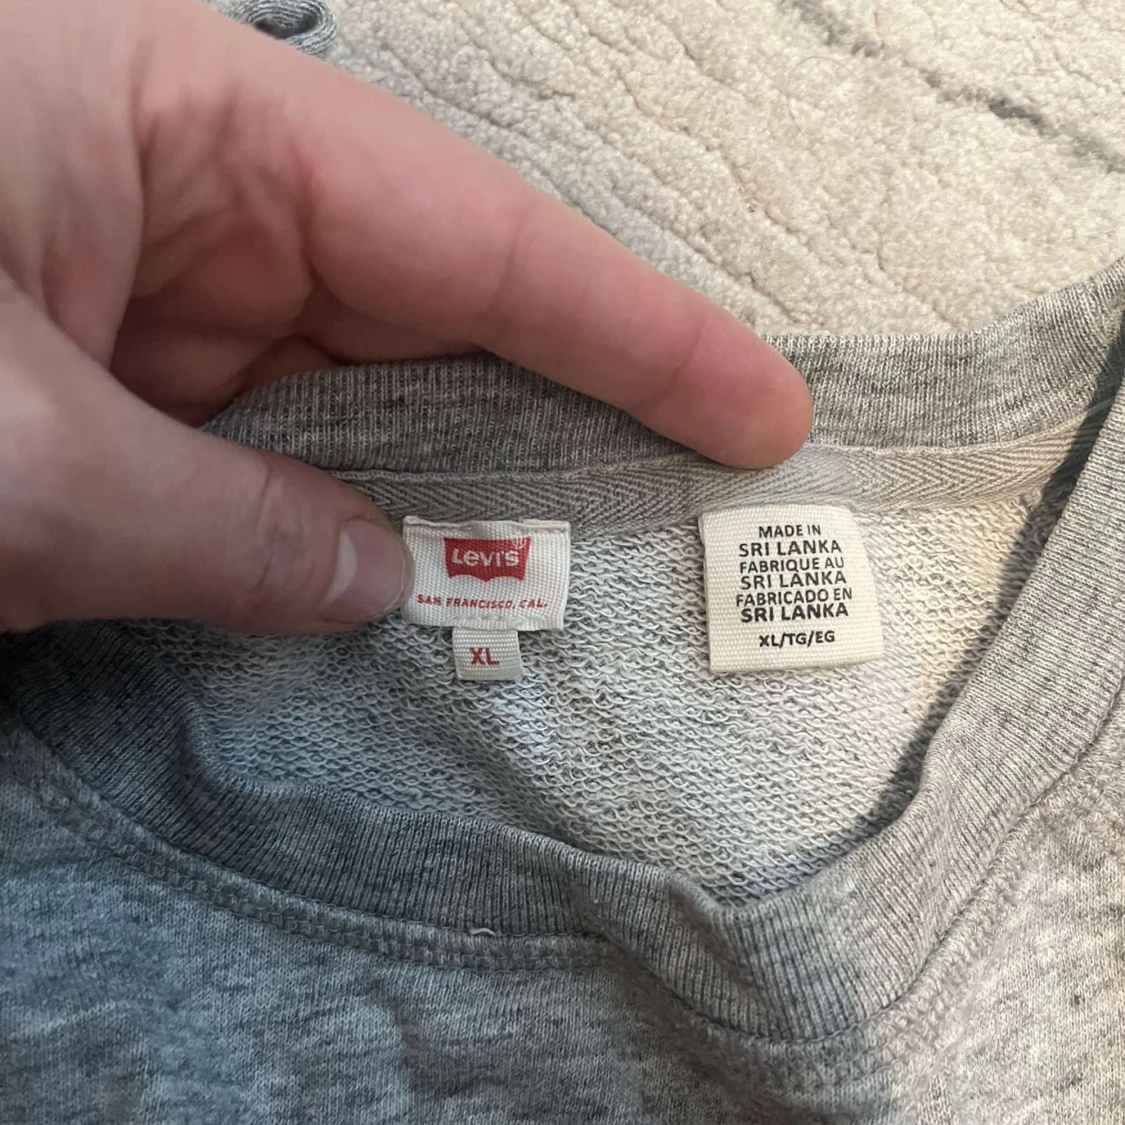 Levi's®
SAN FRANCISCO, CAL.
XL
MADE IN
SRI LANKA
FABRIQUE AU
SRI LANKA
FABRICADO EN
SRI LANKA
XL/TG/EG